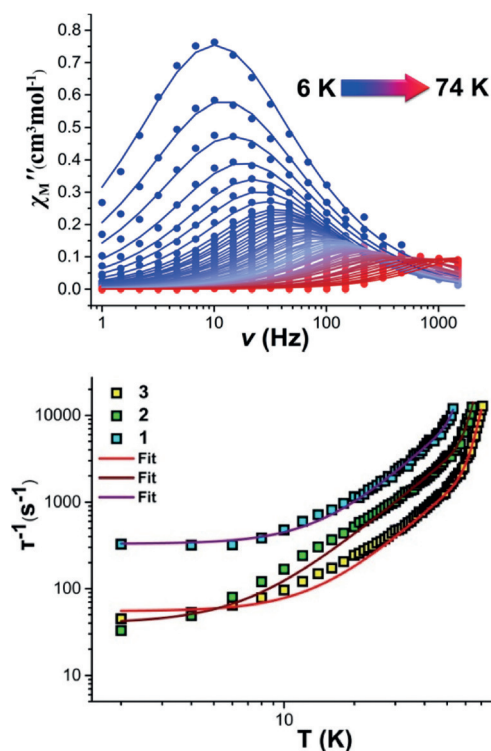 0.8
0.7
0.6
0.5
0.4
0.3
0.2
0.1
0.0
χM''(cm³mol⁻¹)
6 K 74 K
1 10 100 1000
ν (Hz)
3
2
1
Fit
Fit
Fit
10000
1000
100
10
τ⁻¹(s⁻¹)
10
T (K)